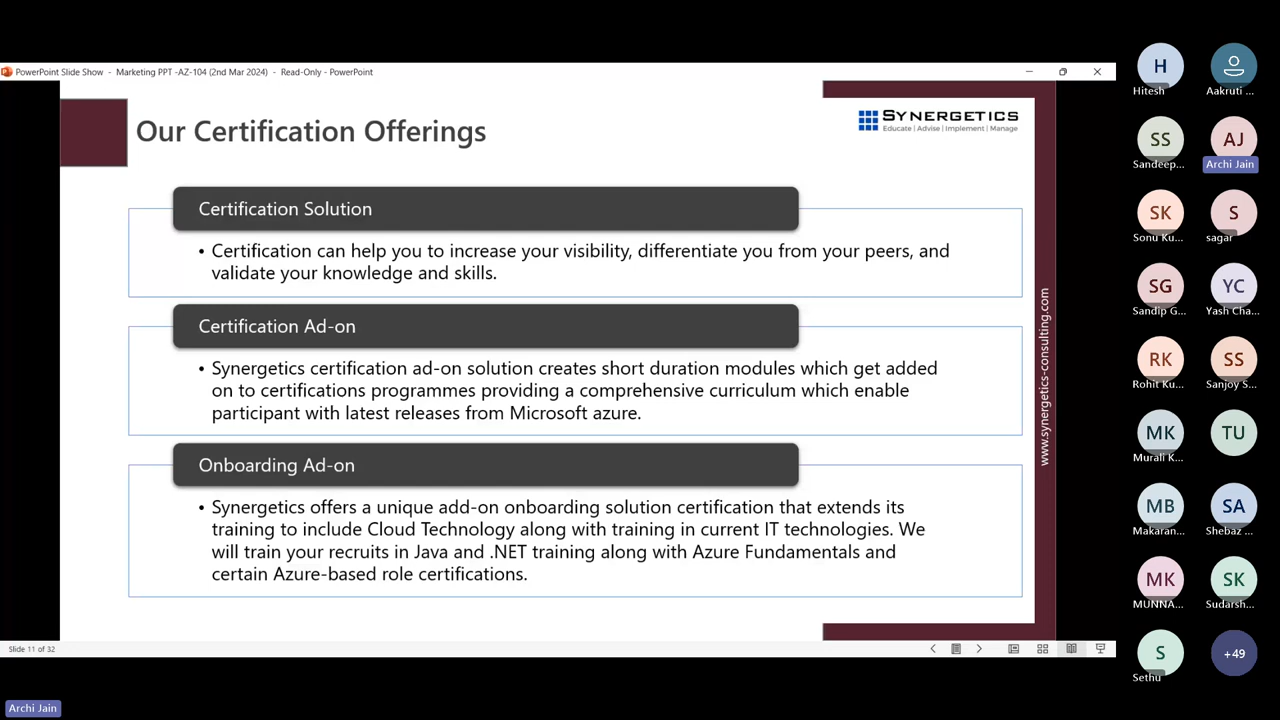 PowerPoint Slide Show - Marketing PPT -AZ-104 (2nd Mar 2024) - Read-Only - PowerPoint
Our Certification Offerings
SYNERGETICS
Educate | Advise | Implement | Manage
Certification Solution
• Certification can help you to increase your visibility, differentiate you from your peers, and
validate your knowledge and skills.
Certification Ad-on
• Synergetics certification ad-on solution creates short duration modules which get added
on to certifications programmes providing a comprehensive curriculum which enable
participant with latest releases from Microsoft azure.
Onboarding Ad-on
• Synergetics offers a unique add-on onboarding solution certification that extends its
training to include Cloud Technology along with training in current IT technologies. We
will train your recruits in Java and .NET training along with Azure Fundamentals and
certain Azure-based role certifications.
www.synergetics-consulting.com
Slide 11 of 32
Archi Jain
H
Hitesh
Aakruti ...
SS
Sandeep...
AJ
Archi Jain
SK
Sonu Ku...
S
sagar
SG
Sandip G...
YC
Yash Cha...
RK
Rohit Ku...
SS
Sanjoy S...
MK
Murali K...
TU
MB
Makaran...
SA
Shebaz ...
MK
MUNNA...
SK
Sudarsh...
S
Sethu
+49